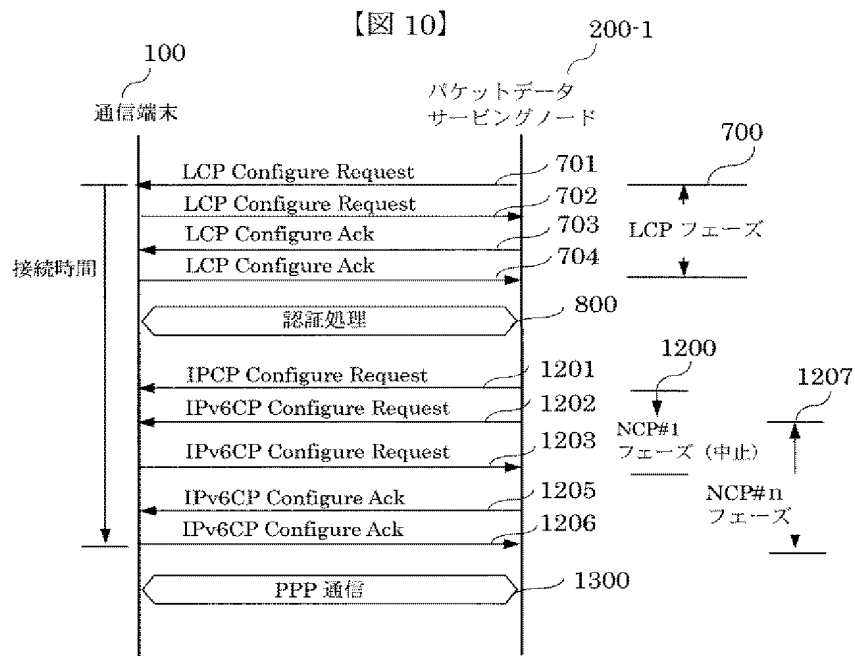 【図 10】
100
通信端末
200-1
パケットデータ
サービングノード
700
LCP Configure Request
701
LCP Configure Request
702
LCP Configure Ack
703
LCP Configure Ack
704
LCP フェーズ
接続時間
認証処理
800
IPCP Configure Request
1201
1200
IPv6CP Configure Request
1202
1207
NCP#1
フェーズ（中止）
IPv6CP Configure Request
1203
NCP#n
フェーズ
IPv6CP Configure Ack
1205
IPv6CP Configure Ack
1206
PPP 通信
1300